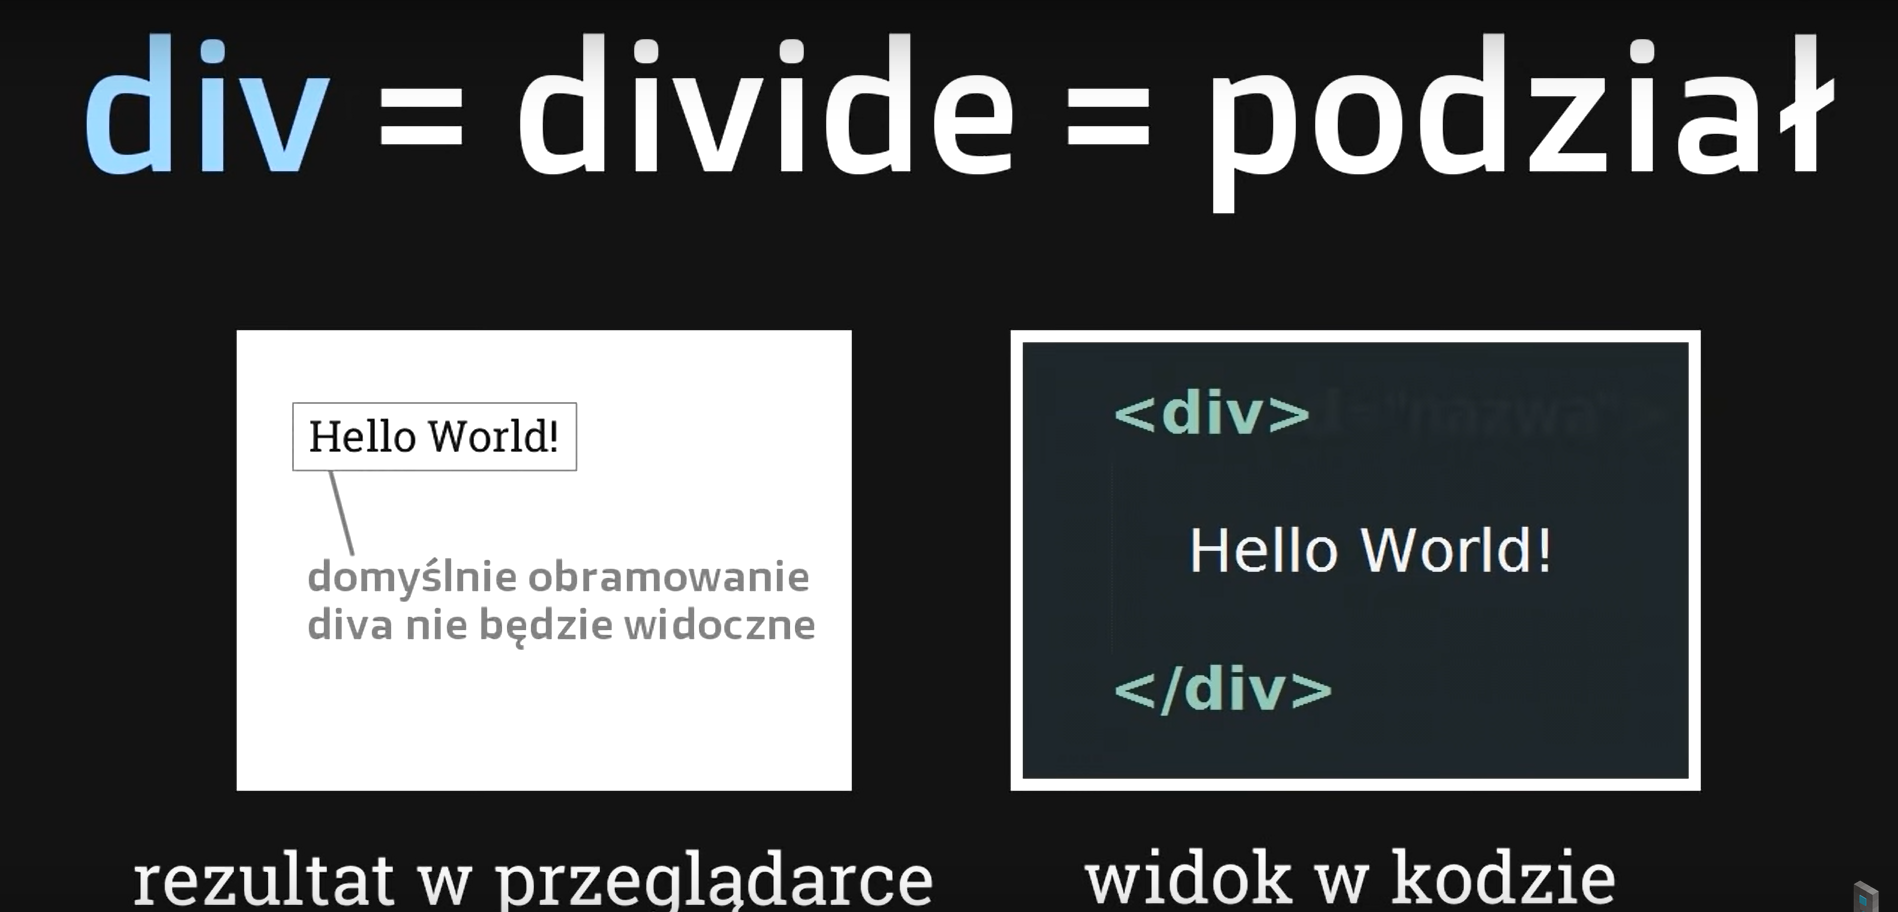 div = divide = podział
Hello World!
domyślnie obramowanie
diva nie będzie widoczne
rezultat w przeglądarce
<div>
Hello World!
</div>
widok w kodzie